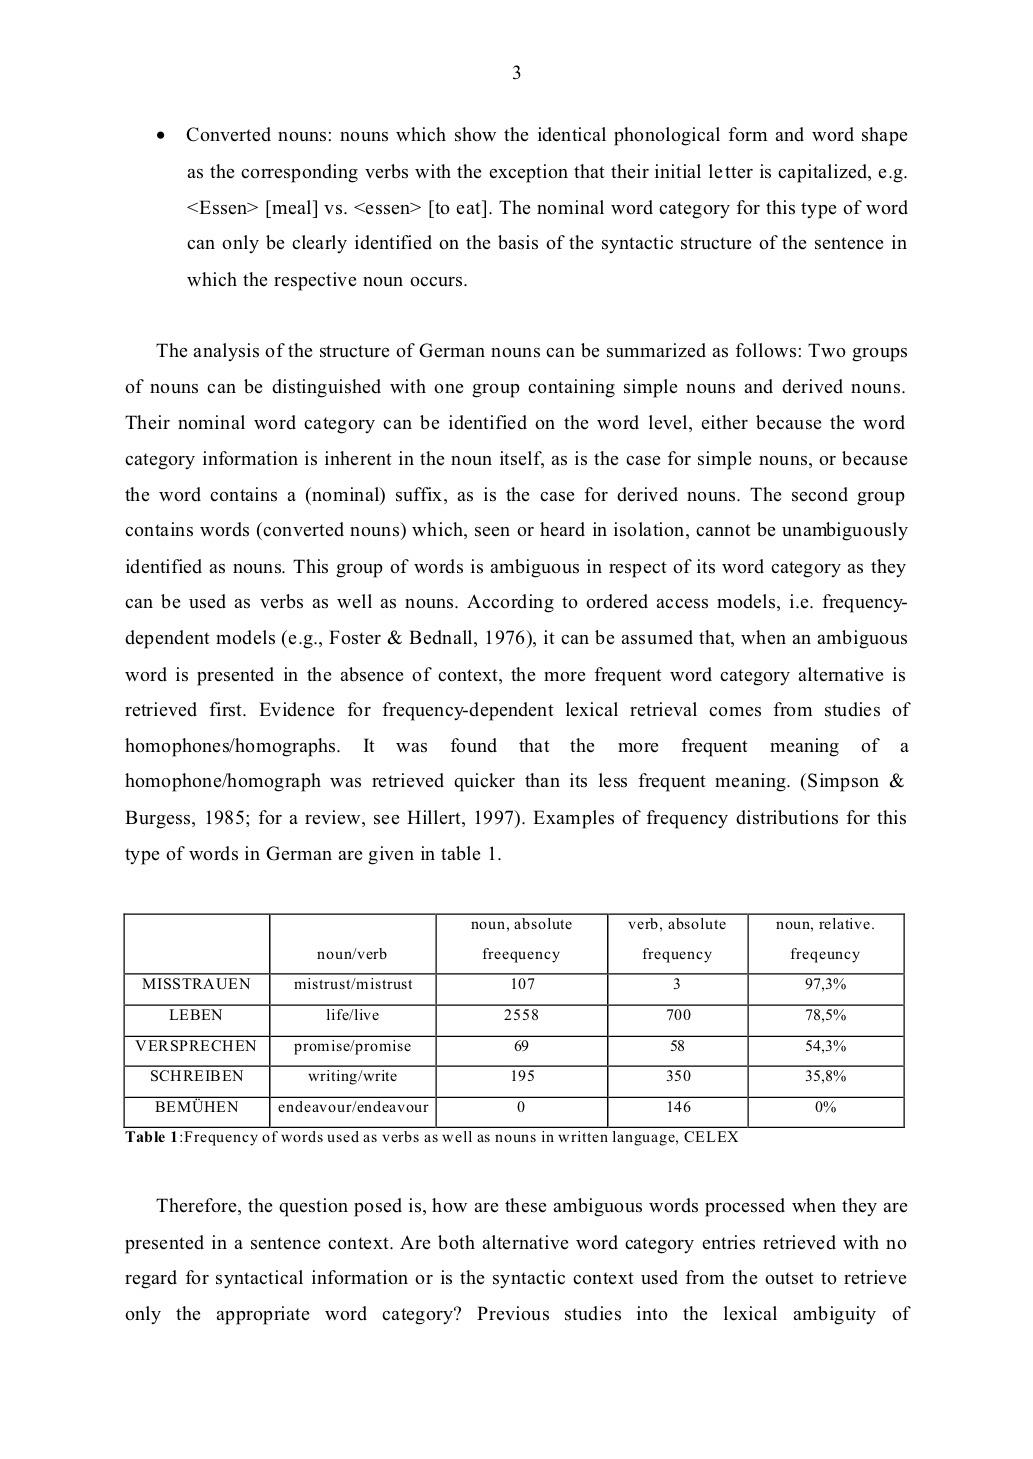 3
• Converted nouns: nouns which show the identical phonological form and word shape
as the corresponding verbs with the exception that their initial letter is capitalized, e.g.
<Essen> [meal] vs. <essen> [to eat]. The nominal word category for this type of word
can only be clearly identified on the basis of the syntactic structure of the sentence in
which the respective noun occurs.
The analysis of the structure of German nouns can be summarized as follows: Two groups
of nouns can be distinguished with one group containing simple nouns and derived nouns.
Their nominal word category can be identified on the word level, either because the word
category information is inherent in the noun itself, as is the case for simple nouns, or because
the word contains a (nominal) suffix, as is the case for derived nouns. The second group
contains words (converted nouns) which, seen or heard in isolation, cannot be unambiguously
identified as nouns. This group of words is ambiguous in respect of its word category as they
can be used as verbs as well as nouns. According to ordered access models, i.e. frequency-
dependent models (e.g., Foster & Bednall, 1976), it can be assumed that, when an ambiguous
word is presented in the absence of context, the more frequent word category alternative is
retrieved first. Evidence for frequency-dependent lexical retrieval comes from studies of
homophones/homographs. It was found that the more frequent meaning of a
homophone/homograph was retrieved quicker than its less frequent meaning. (Simpson &
Burgess, 1985; for a review, see Hillert, 1997). Examples of frequency distributions for this
type of words in German are given in table 1.
noun, absolute verb, absolute noun, relative.
noun/verb freequency frequency freqeuncy
MISSTRAUEN mistrust/mistrust 107 3 97,3%
LEBEN life/live 2558 700 78,5%
VERSPRECHEN promise/promise 69 58 54,3%
SCHREIBEN writing/write 195 350 35,8%
BEMÜHEN endeavour/endeavour 0 146 0%
Table 1:Frequency of words used as verbs as well as nouns in written language, CELEX
Therefore, the question posed is, how are these ambiguous words processed when they are
presented in a sentence context. Are both alternative word category entries retrieved with no
regard for syntactical information or is the syntactic context used from the outset to retrieve
only the appropriate word category? Previous studies into the lexical ambiguity of